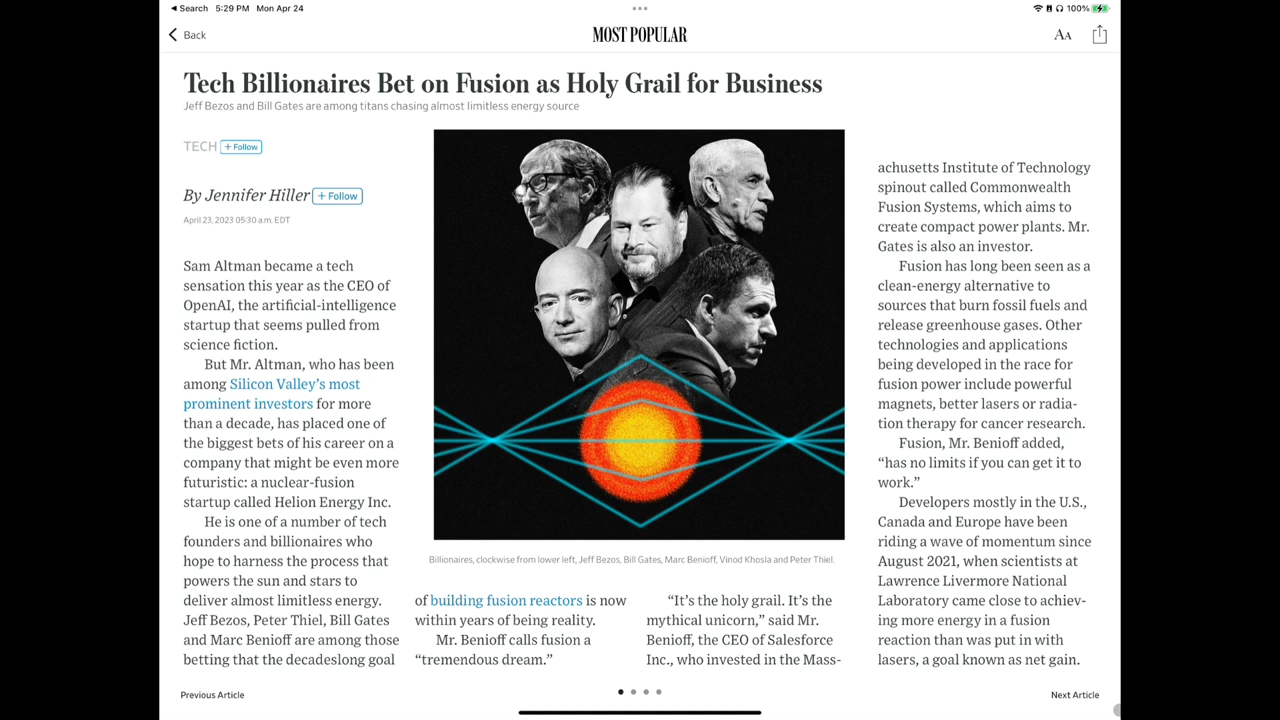 Search 5:29 PM Mon Apr 24
100%
Back
MOST POPULAR
AA
Tech Billionaires Bet on Fusion as Holy Grail for Business
Jeff Bezos and Bill Gates are among titans chasing almost limitless energy source
TECH + Follow
By Jennifer Hiller + Follow
April 23, 2023 05:30 a.m. EDT
Sam Altman became a tech
sensation this year as the CEO of
OpenAI, the artificial-intelligence
startup that seems pulled from
science fiction.
But Mr. Altman, who has been
among Silicon Valley's most
prominent investors for more
than a decade, has placed one of
the biggest bets of his career on a
company that might be even more
futuristic: a nuclear-fusion
startup called Helion Energy Inc.
He is one of a number of tech
founders and billionaires who
hope to harness the process that
powers the sun and stars to
deliver almost limitless energy.
Jeff Bezos, Peter Thiel, Bill Gates
and Marc Benioff are among those
betting that the decadeslong goal
Billionaires, clockwise from lower left, Jeff Bezos, Bill Gates, Marc Benioff, Vinod Khosla and Peter Thiel.
of building fusion reactors is now
within years of being reality.
Mr. Benioff calls fusion a
“tremendous dream.”
“It's the holy grail. It's the
mythical unicorn,” said Mr.
Benioff, the CEO of Salesforce
Inc., who invested in the Mass-
achusetts Institute of Technology
spinout called Commonwealth
Fusion Systems, which aims to
create compact power plants. Mr.
Gates is also an investor.
Fusion has long been seen as a
clean-energy alternative to
sources that burn fossil fuels and
release greenhouse gases. Other
technologies and applications
being developed in the race for
fusion power include powerful
magnets, better lasers or radia-
tion therapy for cancer research.
Fusion, Mr. Benioff added,
“has no limits if you can get it to
work.”
Developers mostly in the U.S.,
Canada and Europe have been
riding a wave of momentum since
August 2021, when scientists at
Lawrence Livermore National
Laboratory came close to achiev-
ing more energy in a fusion
reaction than was put in with
lasers, a goal known as net gain.
Previous Article
Next Article